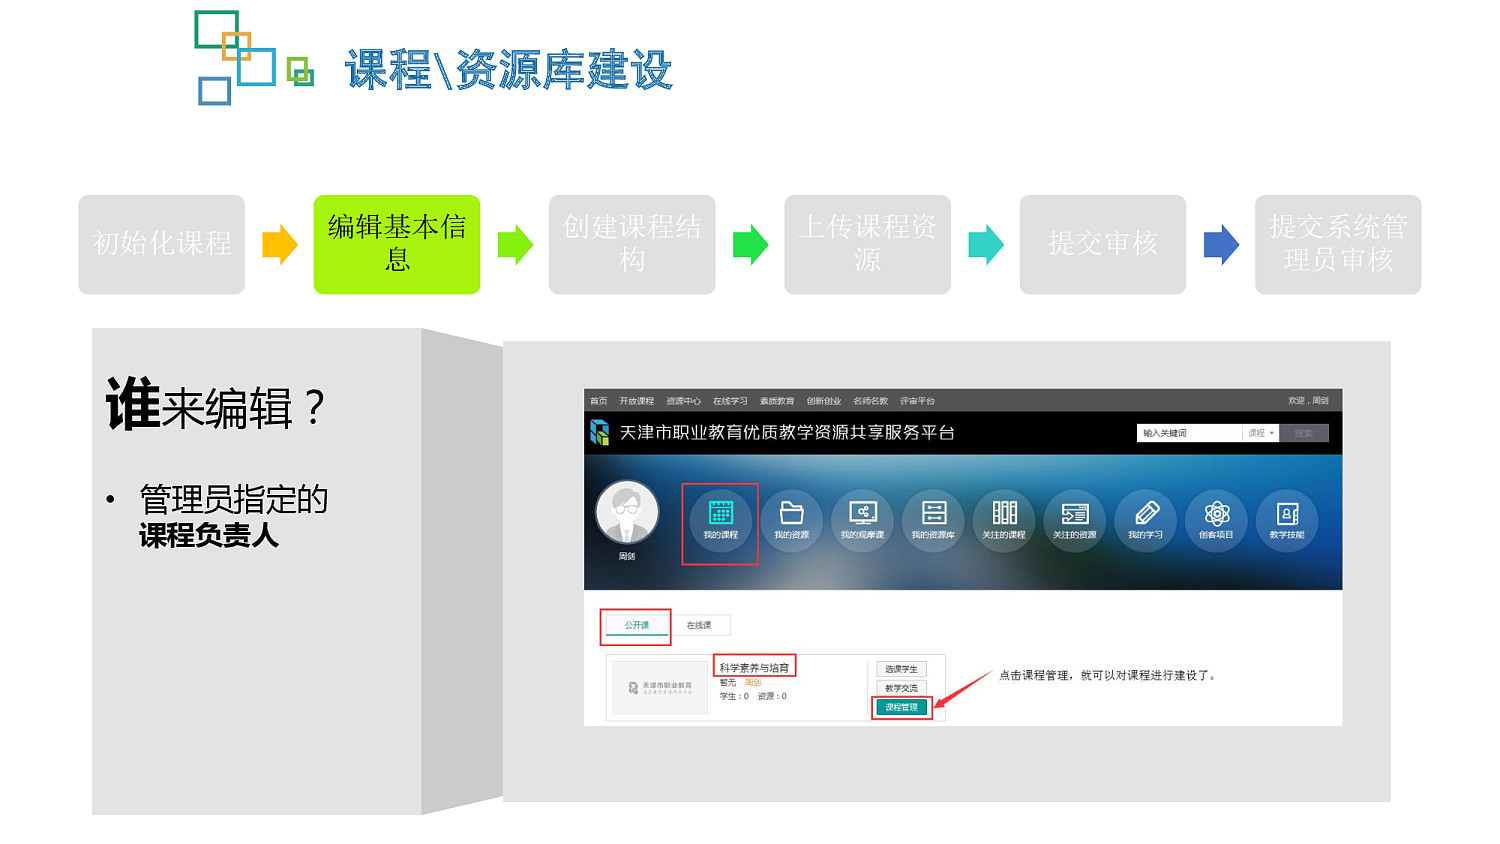 课程\资源库建设
初始化课程
编辑基本信
息
创建课程结
构
上传课程资
源
提交审核
提交系统管
理员审核
谁来编辑？
• 管理员指定的
课程负责人
首页 开放课程 资源中心 在线学习 素质教育 创新创业 名师名教 评审平台 欢迎，周剑
天津市职业教育优质教学资源共享服务平台 输入关键词 课程 搜索
周剑
我的课程 我的资源 我的观摩课 我的资源库 关注的课程 关注的资源 我的学习 创客项目 教学技能
公开课 在线课
天津市职业教育
科学素养与培育
暂无 周剑
学生：0 资源：0
选课学生
教学交流
课程管理
点击课程管理，就可以对课程进行建设了。